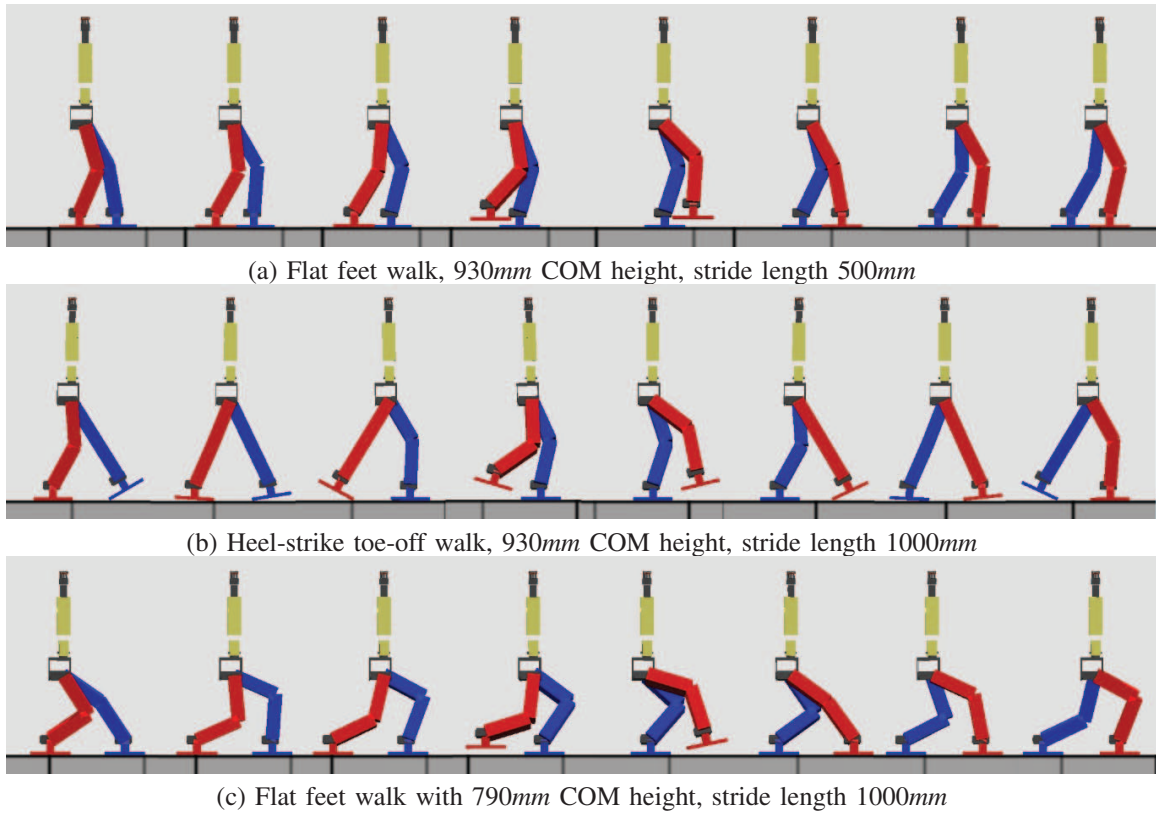 (a) Flat feet walk, 930mm COM height, stride length 500mm
(b) Heel-strike toe-off walk, 930mm COM height, stride length 1000mm
(c) Flat feet walk with 790mm COM height, stride length 1000mm